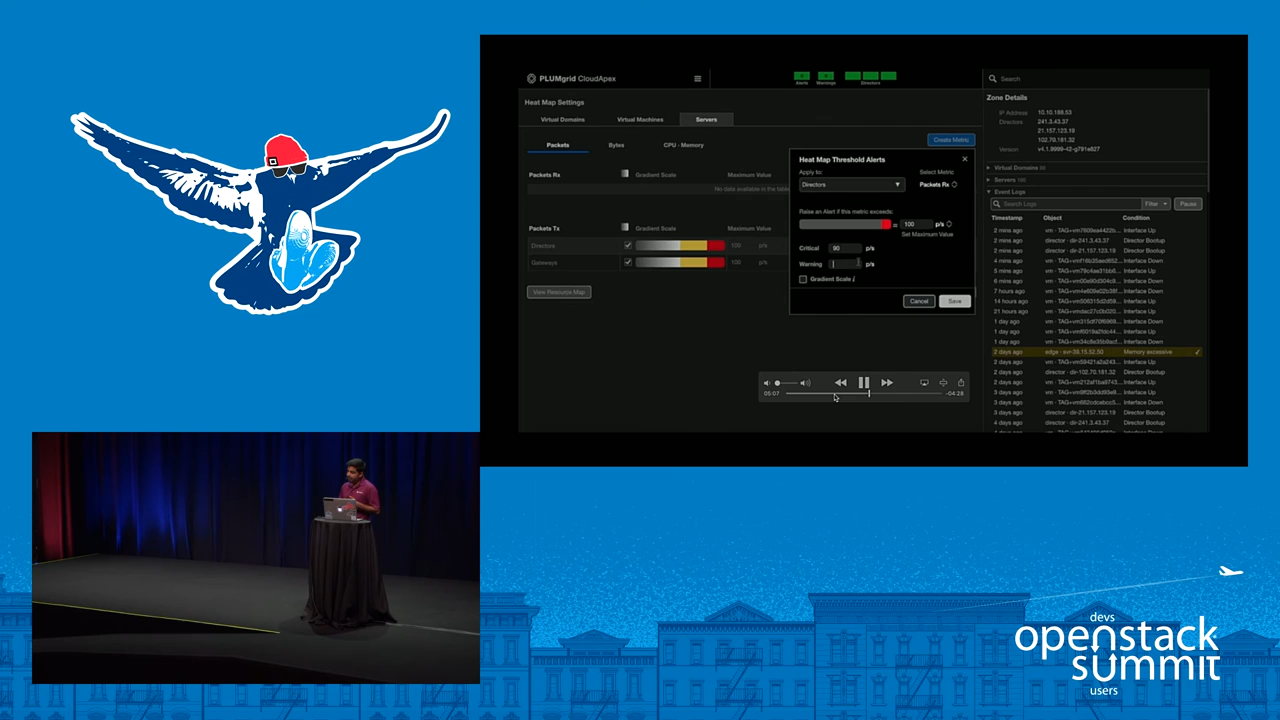 PLUMgrid CloudApex
Alerts
Warnings
Directors
Search
Heat Map Settings
Virtual Domains
Virtual Machines
Servers
Create Metric
Packets
Bytes
CPU - Memory
Packets Rx
Gradient Scale
Maximum Value
No data available in the table
Packets Tx
Gradient Scale
Maximum Value
Directors
100
p/s
Gateways
100
p/s
View Resource Map
Heat Map Threshold Alerts
Apply to:
Select Metric
Directors
Packets Rx
Raise an Alert if this metric exceeds:
= 100 p/s
Set Maximum Value
Critical 90 p/s
Warning p/s
Gradient Scale
Cancel
Save
05:07
-04:28
Zone Details
IP Address 10.10.188.53
Directors 241.3.43.37
21.157.123.19
102.70.181.32
Version
Virtual Domains
Servers
Event Logs
Search Logs
Filter
Pause
Timestamp Object Condition
2 mins ago Interface Up
2 mins ago director - dir-241.3.43.37 Director Bootup
2 mins ago director - dir-21.157.123.19 Director Bootup
4 mins ago Interface Down
5 mins ago Interface Up
6 mins ago Interface Down
7 hours ago Interface Down
14 hours ago Interface Up
21 hours ago Interface Up
1 day ago Interface Down
1 day ago Interface Up
1 day ago Interface Down
2 days ago edge - svr-39.15.52.50 Memory excessive
2 days ago Interface Up
2 days ago director - dir-102.70.181.32 Director Bootup
2 days ago Interface Up
3 days ago Interface Up
3 days ago Interface Down
3 days ago director - dir-21.157.123.19 Director Bootup
4 days ago director - dir-241.3.43.37 Director Bootup
devs
openstack
summit
users